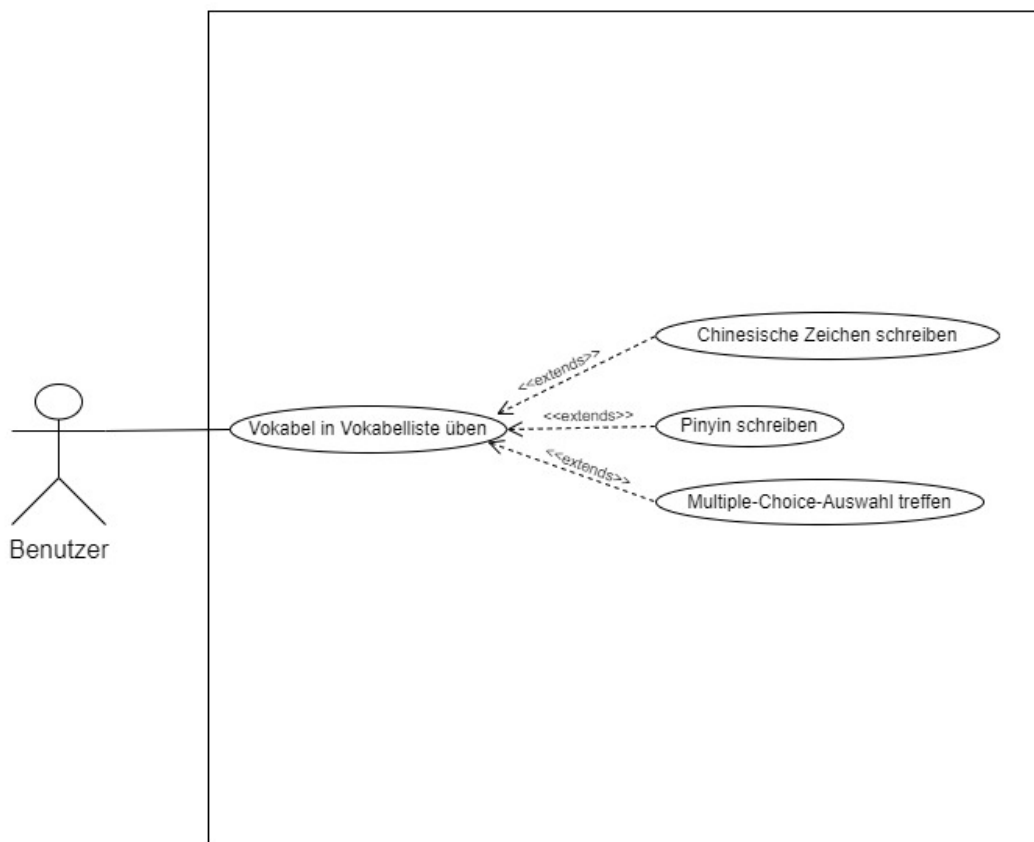 Chinesische Zeichen schreiben
<<extends>>
<<extends>>
Vokabel in Vokabelliste üben
Pinyin schreiben
<<extends>>
Multiple-Choice-Auswahl treffen
Benutzer